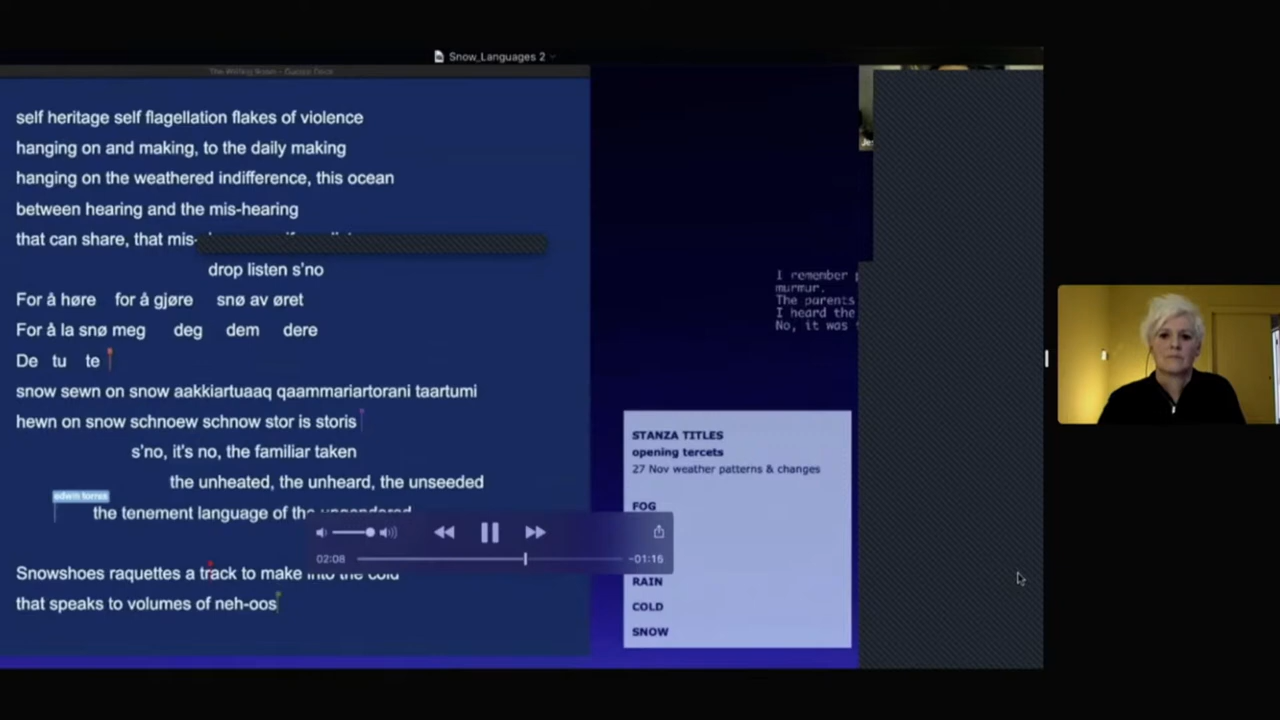 Snow_Languages 2
self heritage self flagellation flakes of violence
hanging on and making, to the daily making
hanging on the weathered indifference, this ocean
between hearing and the mis-hearing
that can share, that mis-
drop listen s'no
For å høre for å gjøre snø av øret
For å la snø meg deg dem dere
De tu te
snow sewn on snow aakkiartuaaq qaammariartorani taartumi
hewn on snow schnoew schnow stor is storis
s'no, it's no, the familiar taken
the unheated, the unheard, the unseeded
edwin torres
the tenement language of the
Snowshoes raquettes a track to make into the cold
that speaks to volumes of neh-oos
02:08
-01:16
I remember
murmur.
The parents
I heard the
No, it was
STANZA TITLES
opening tercets
27 Nov weather patterns & changes
FOG
RAIN
COLD
SNOW